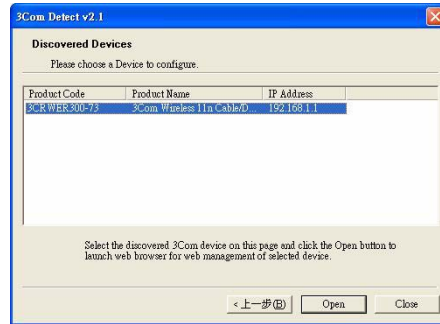 3Com Detect v2.1
Discovered Devices
Please choose a Device to configure.
Product Code Product Name IP Address
3CRWER300-73 3Com Wireless 11n Cable/D... 192.168.1.1
Select the discovered 3Com device on this page and click the Open button to
launch web browser for web management of selected device.
<上一步(B) Open Close